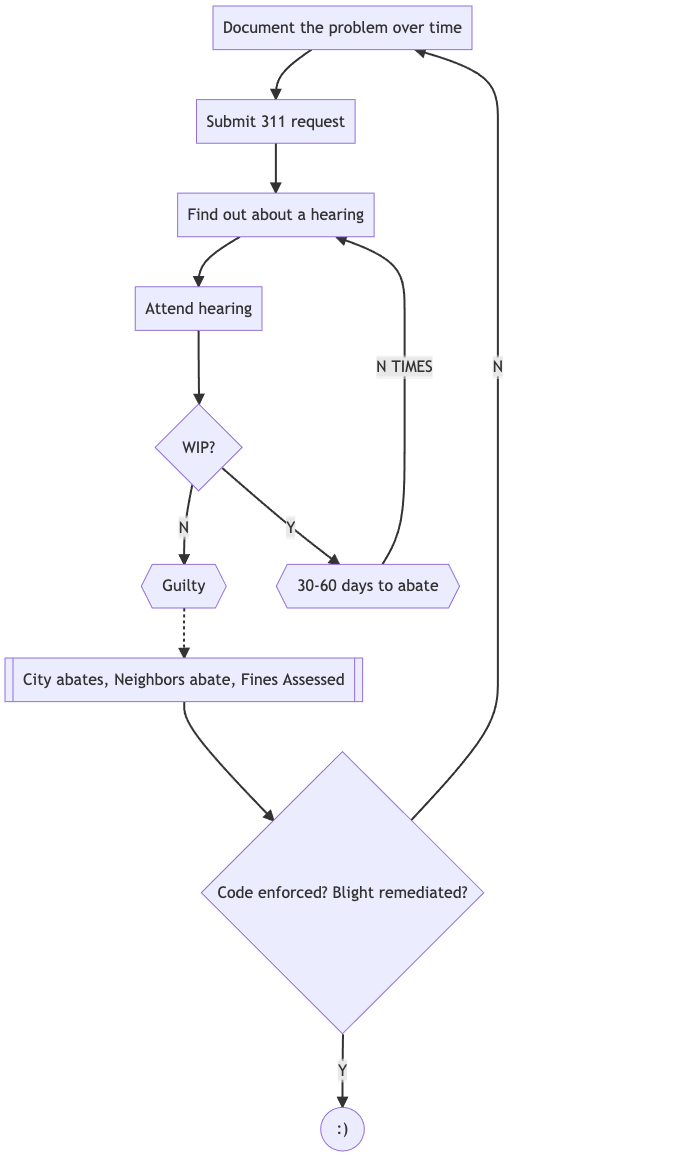 Document the problem over time
Submit 311 request
Find out about a hearing
Attend hearing
N TIMES
N
WIP?
N
Y
Guilty
30-60 days to abate
City abates, Neighbors abate, Fines Assessed
Code enforced? Blight remediated?
Y
:)